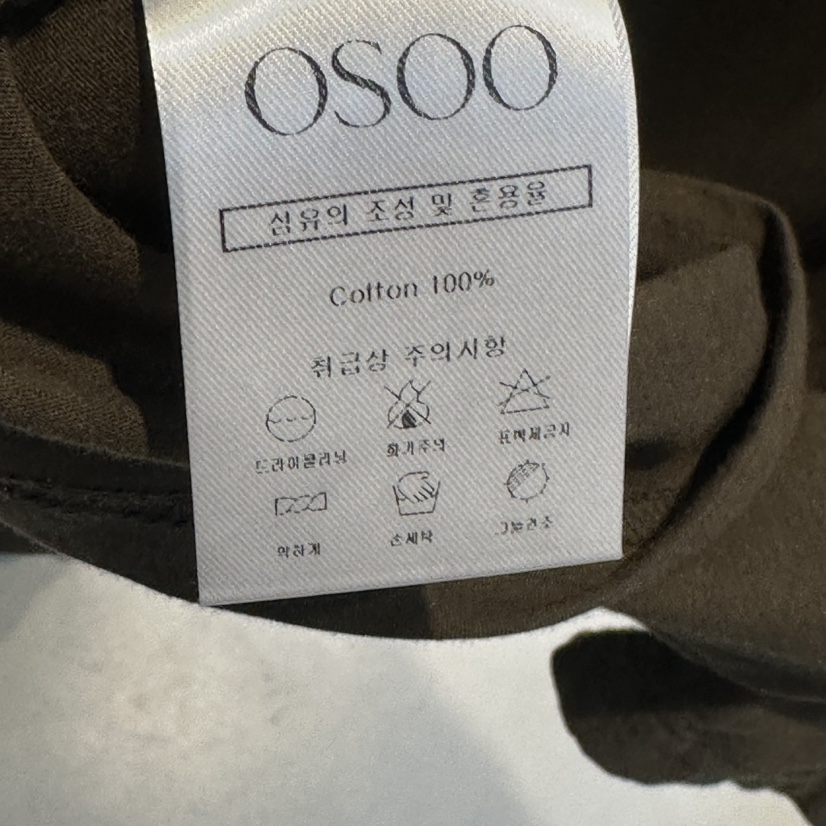 OSOO
섬유의 조성 및 혼용율
Cotton 100%
취급상 주의사항
드라이클리닝 화기주의 표백제금지
약하게 손세탁 그늘건조